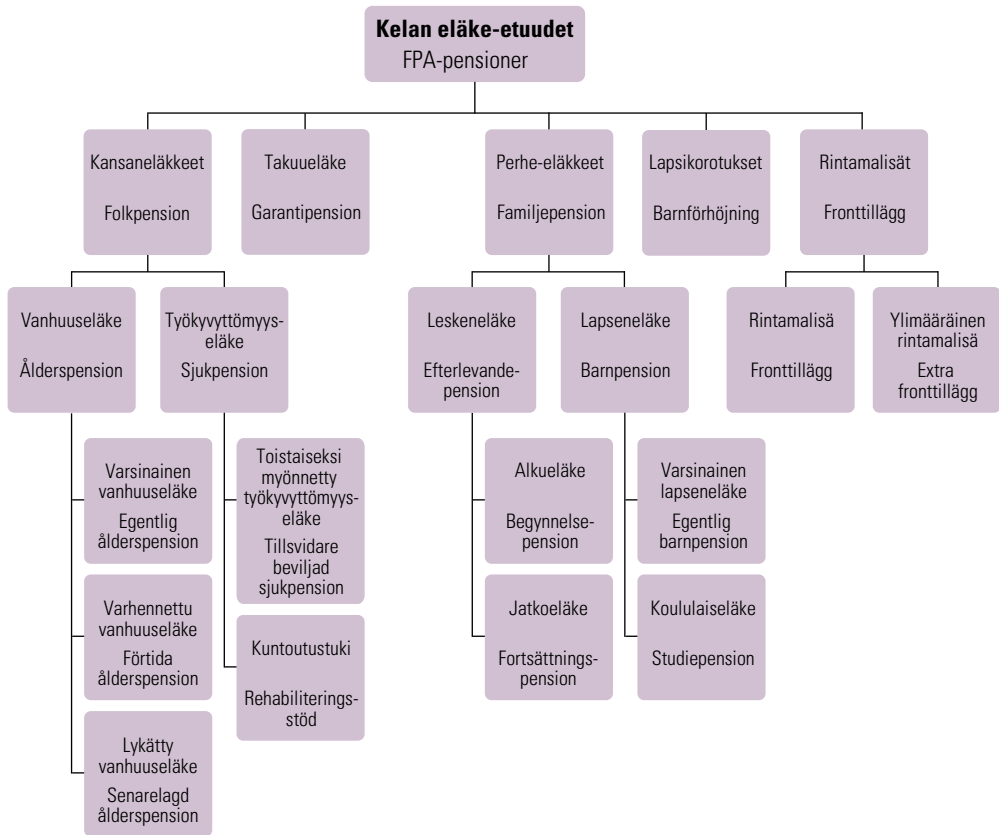 Kelan eläke-etuudet
FPA-pensioner
Kansaneläkkeet
Folkpension
Takuueläke
Garantipension
Perhe-eläkkeet
Familjepension
Lapsikorotukset
Barnförhöjning
Rintamalisät
Fronttillägg
Vanhuuseläke
Ålderspension
Työkyvyttömyys-
eläke
Sjukpension
Leskeneläke
Efterlevande-
pension
Lapseneläke
Barnpension
Rintamalisä
Fronttillägg
Ylimääräinen
rintamalisä
Extra
fronttillägg
Varsinainen
vanhuuseläke
Egentlig
ålderspension
Toistaiseksi
myönnetty
työkyvyttömyys-
eläke
Tillsvidare
beviljad
sjukpension
Alkueläke
Begynnelse-
pension
Varsinainen
lapseneläke
Egentlig
barnpension
Varhennettu
vanhuuseläke
Förtida
ålderspension
Kuntoutustuki
Rehabiliterings-
stöd
Jatkoeläke
Fortsättnings-
pension
Koululaiseläke
Studiepension
Lykätty
vanhuuseläke
Senarelagd
ålderspension